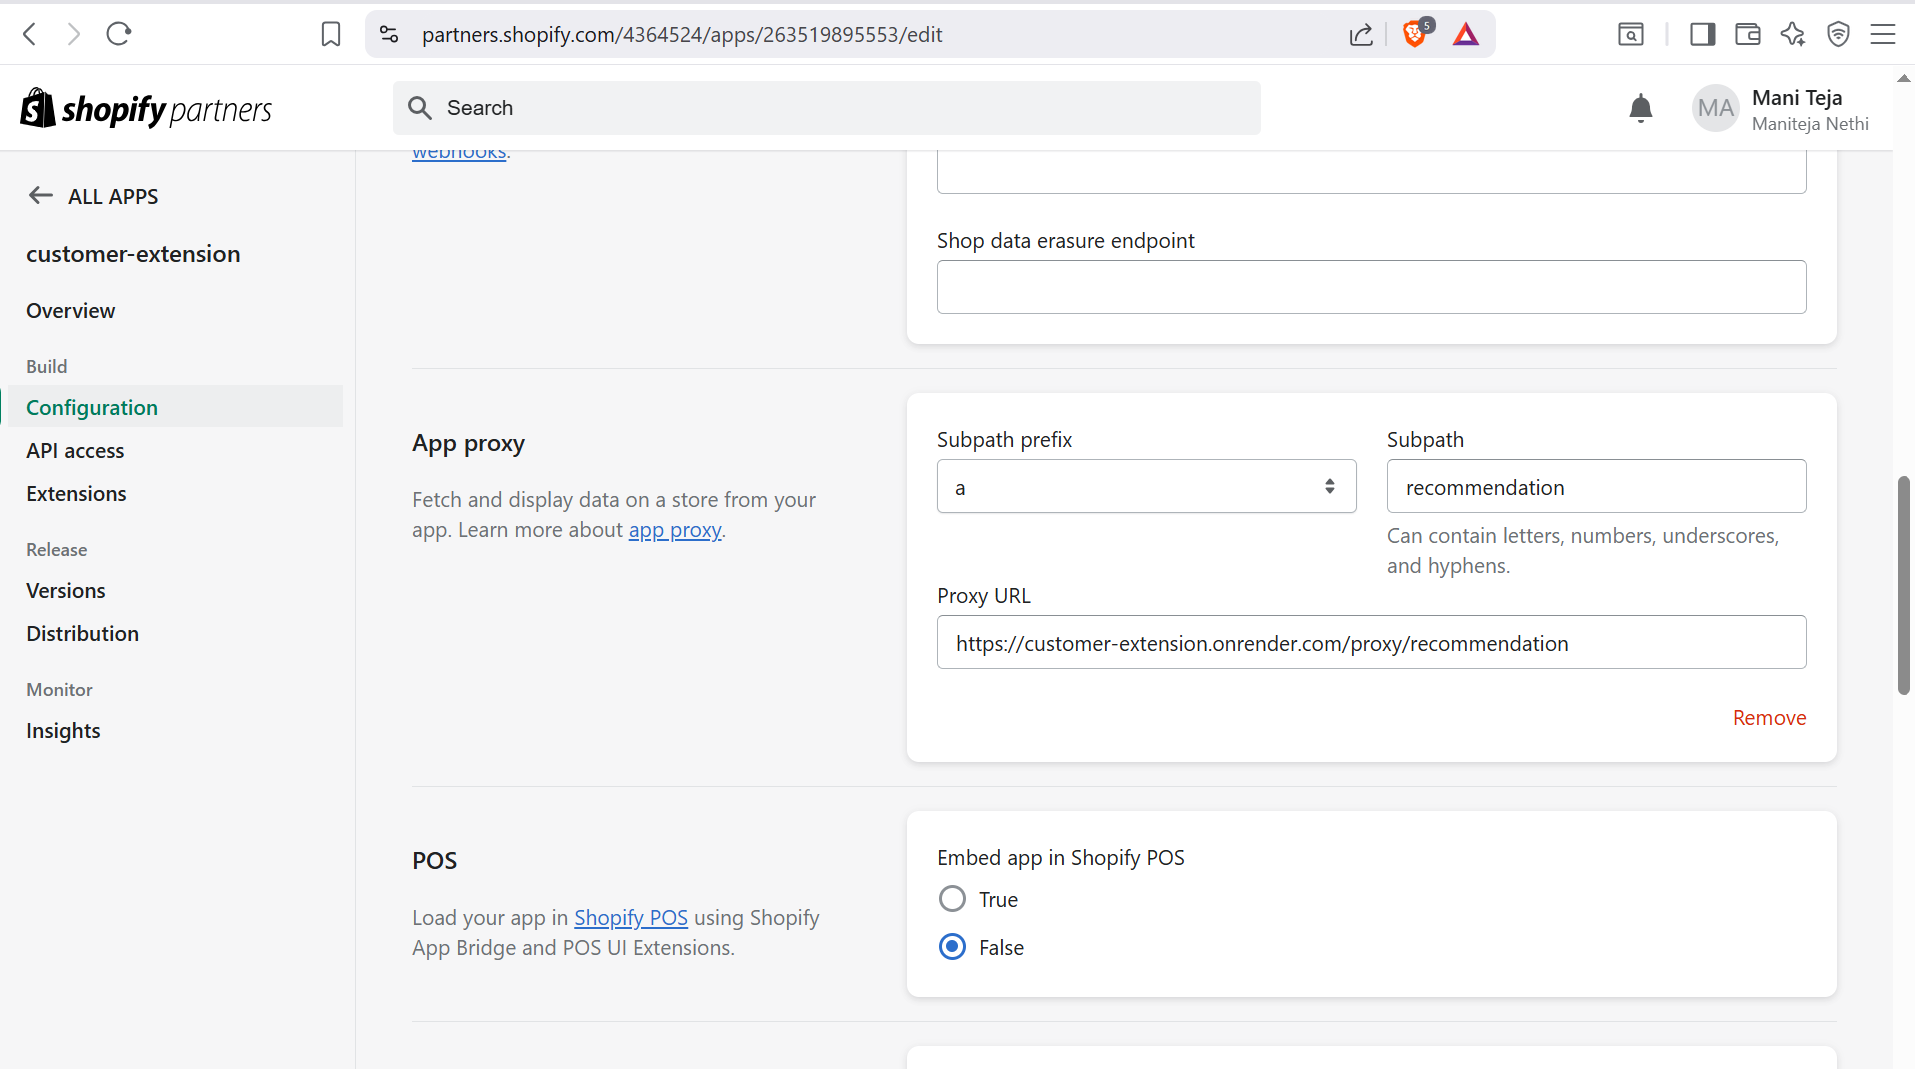 partners.shopify.com/4364524/apps/263519895553/edit
5
shopify partners
Search
MA
Mani Teja
Maniteja Nethi
ALL APPS
customer-extension
Overview
Build
Configuration
API access
Extensions
Release
Versions
Distribution
Monitor
Insights
webhooks.
Shop data erasure endpoint
App proxy
Fetch and display data on a store from your
app. Learn more about app proxy.
Subpath prefix
a
Subpath
recommendation
Can contain letters, numbers, underscores,
and hyphens.
Proxy URL
https://customer-extension.onrender.com/proxy/recommendation
Remove
POS
Load your app in Shopify POS using Shopify
App Bridge and POS UI Extensions.
Embed app in Shopify POS
True
False